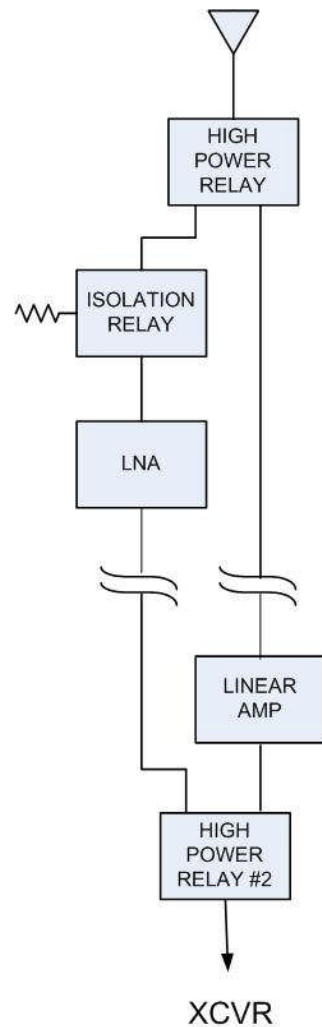 HIGH
POWER
RELAY
ISOLATION
RELAY
LNA
LINEAR
AMP
HIGH
POWER
RELAY #2
XCVR